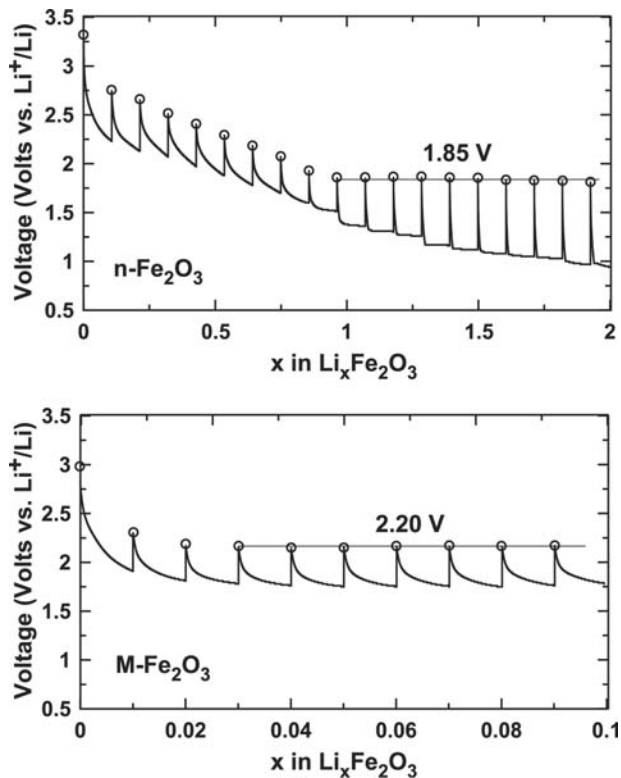 3.5
3
2.5
2
1.5
1
0.5
Voltage (Volts vs. Li⁺/Li)
1.85 V
n-Fe₂O₃
0 0.5 1 1.5 2
x in LiₓFe₂O₃
3.5
3
2.5
2
1.5
1
0.5
Voltage (Volts vs. Li⁺/Li)
2.20 V
M-Fe₂O₃
0 0.02 0.04 0.06 0.08 0.1
x in LiₓFe₂O₃